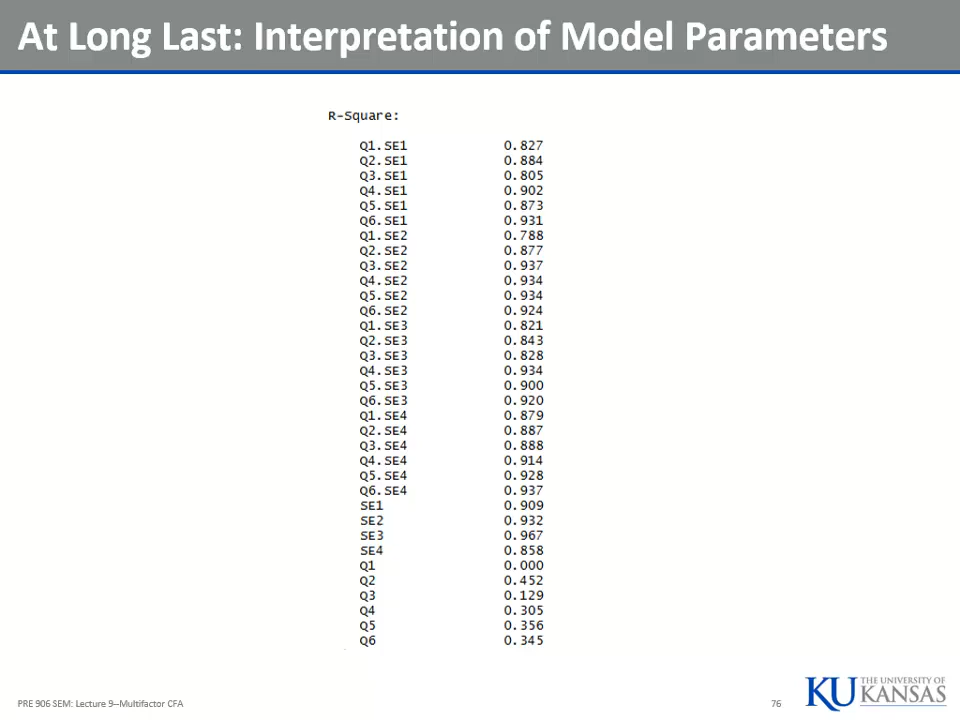 At Long Last: Interpretation of Model Parameters
R-Square:
Q1.SE1 0.827
Q2.SE1 0.884
Q3.SE1 0.805
Q4.SE1 0.902
Q5.SE1 0.873
Q6.SE1 0.931
Q1.SE2 0.788
Q2.SE2 0.877
Q3.SE2 0.937
Q4.SE2 0.934
Q5.SE2 0.934
Q6.SE2 0.924
Q1.SE3 0.821
Q2.SE3 0.843
Q3.SE3 0.828
Q4.SE3 0.934
Q5.SE3 0.900
Q6.SE3 0.920
Q1.SE4 0.879
Q2.SE4 0.887
Q3.SE4 0.888
Q4.SE4 0.914
Q5.SE4 0.928
Q6.SE4 0.937
SE1 0.909
SE2 0.932
SE3 0.967
SE4 0.858
Q1 0.000
Q2 0.452
Q3 0.129
Q4 0.305
Q5 0.356
Q6 0.345
PRE 906 SEM: Lecture 9--Multifactor CFA
76
KU THE UNIVERSITY OF
KANSAS